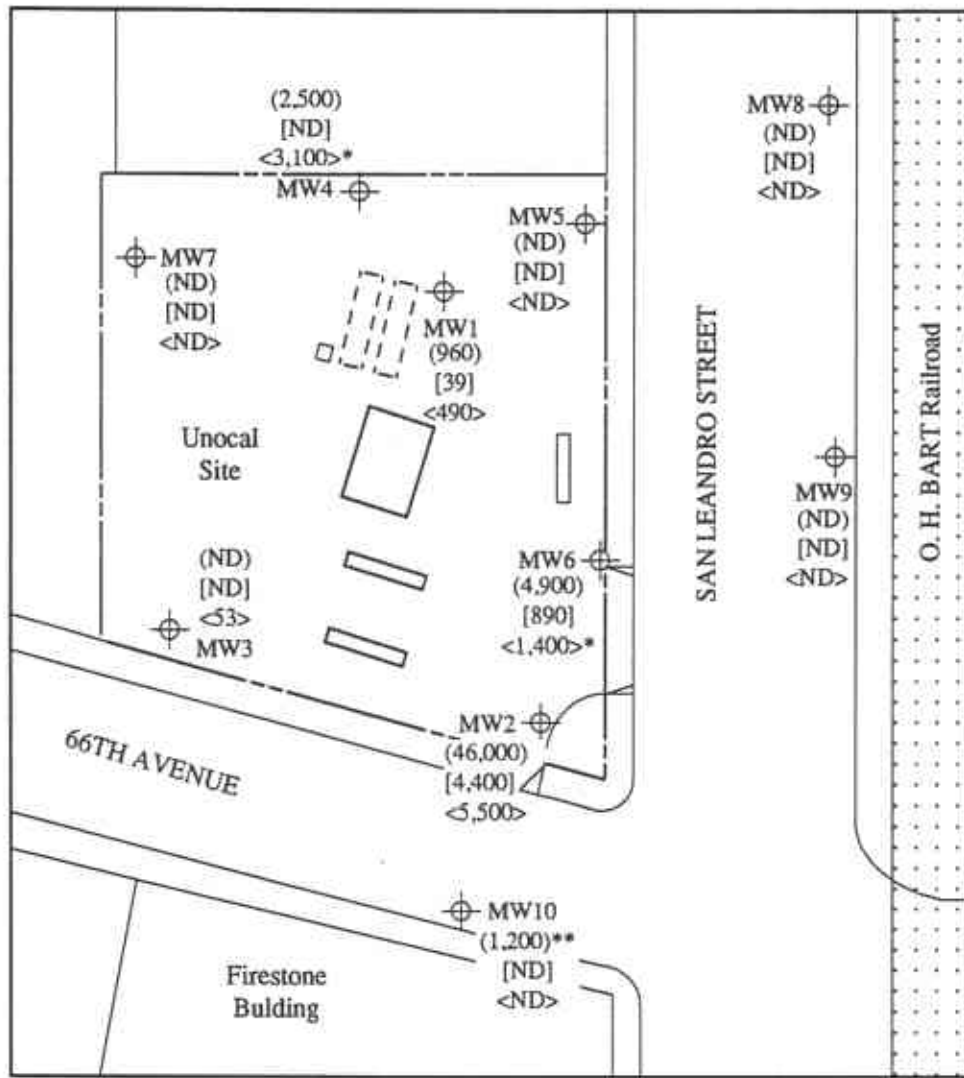 (2,500)
[ND]
<3,100>*
MW4
MW8
(ND)
[ND]
<ND>
MW5
(ND)
[ND]
<ND>
MW7
(ND)
[ND]
<ND>
MW1
(960)
[39]
<490>
Unocal
Site
SAN LEANDRO STREET
O. H. BART Railroad
MW9
(ND)
[ND]
<ND>
(ND)
[ND]
<53>
MW3
MW6
(4,900)
[890]
<1,400>*
MW2
(46,000)
[4,400]
<5,500>
66TH AVENUE
MW10
(1,200)**
[ND]
<ND>
Firestone
Bulding